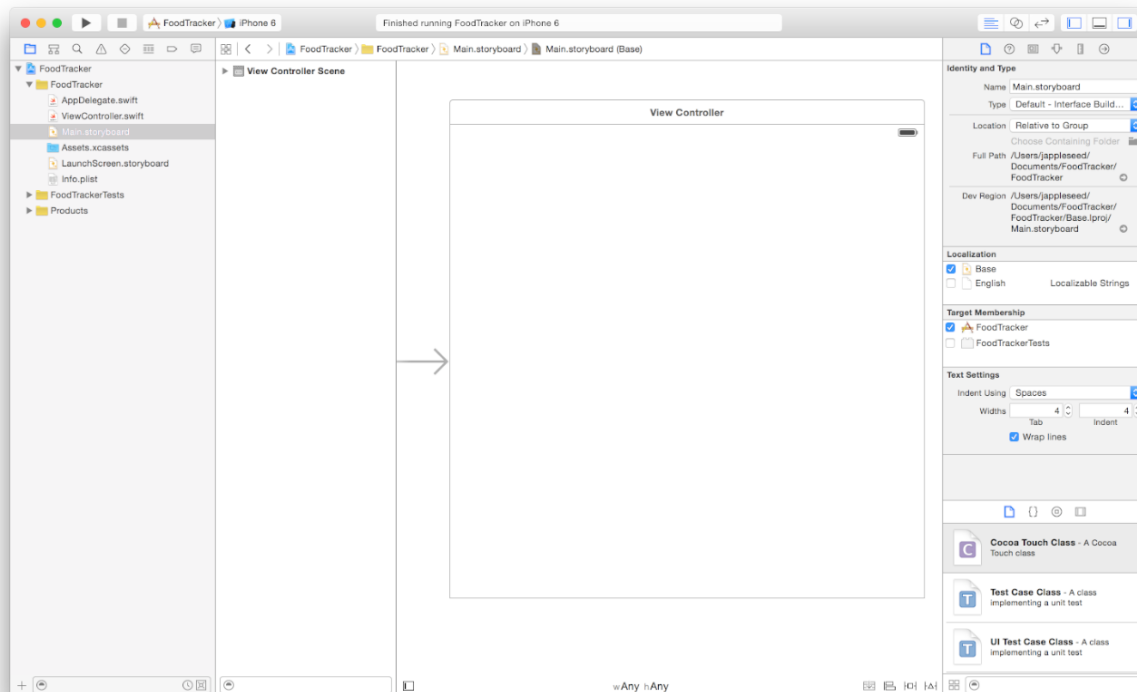 FoodTracker
iPhone 6
Finished running FoodTracker on iPhone 6
FoodTracker
FoodTracker
AppDelegate.swift
ViewController.swift
Main.storyboard
Assets.xcassets
LaunchScreen.storyboard
Info.plist
FoodTrackerTests
Products
FoodTracker
FoodTracker
Main.storyboard
Main.storyboard (Base)
View Controller Scene
View Controller
wAny hAny
Identity and Type
Name Main.storyboard
Type Default - Interface Build...
Location Relative to Group
Choose Containing Folder
Full Path /Users/jappleseed/
Documents/FoodTracker/
FoodTracker
Dev Region /Users/jappleseed/
Documents/FoodTracker/
FoodTracker/Base.lproj/
Main.storyboard
Localization
Base
English Localizable Strings
Target Membership
FoodTracker
FoodTrackerTests
Text Settings
Indent Using Spaces
Widths 4 4
Tab Indent
Wrap lines
{}
C
Cocoa Touch Class - A Cocoa
Touch class
T
Test Case Class - A class
implementing a unit test
T
UI Test Case Class - A class
implementing a unit test